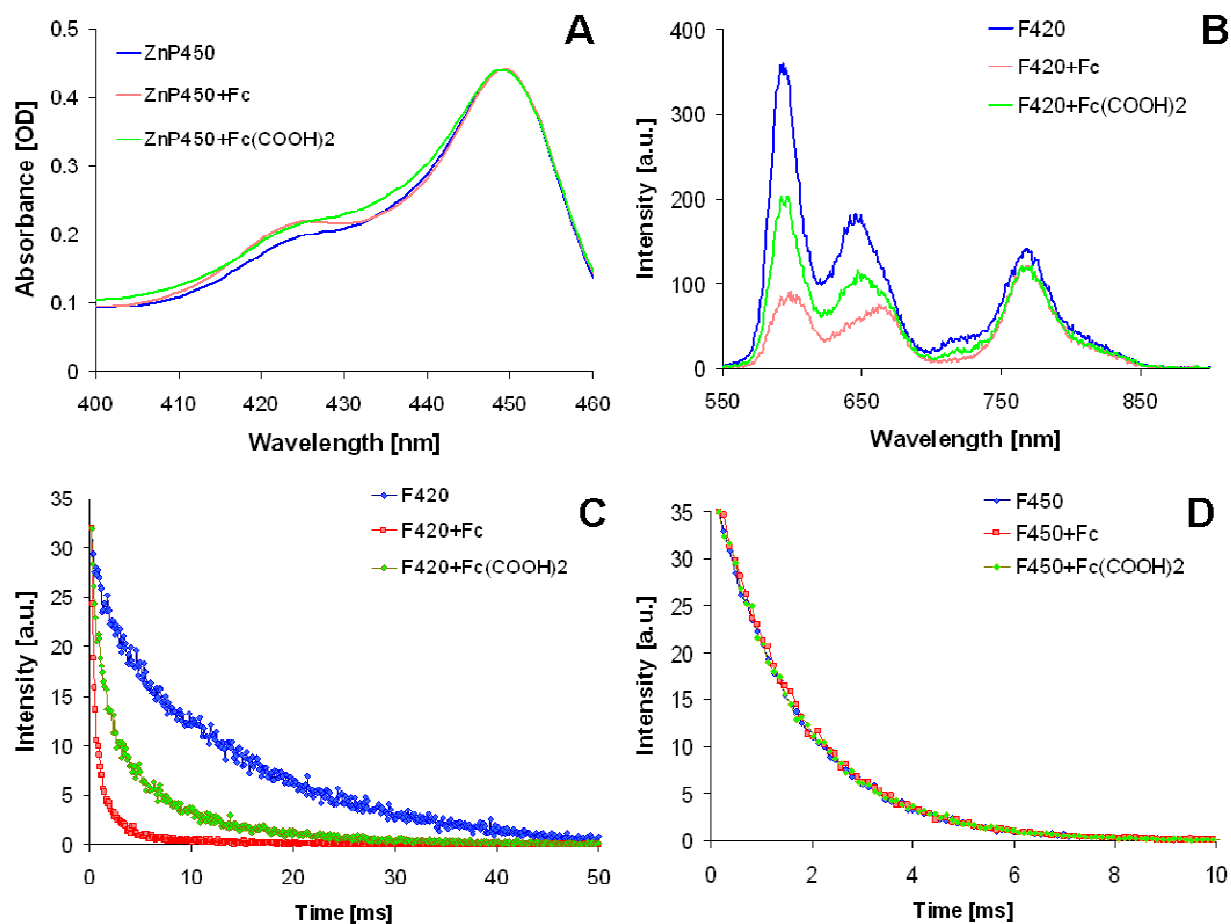 A
0.5
0.4
0.3
0.2
0.1
0
Absorbance [OD]
ZnP450
ZnP450+Fc
ZnP450+Fc(COOH)2
400 410 420 430 440 450 460
Wavelength [nm]
B
400
300
200
100
0
Intensity [a.u.]
F420
F420+Fc
F420+Fc(COOH)2
550 650 750 850
Wavelength [nm]
C
35
30
25
20
15
10
5
0
Intensity [a.u.]
F420
F420+Fc
F420+Fc(COOH)2
0 10 20 30 40 50
Time [ms]
D
35
30
25
20
15
10
5
0
Intensity [a.u.]
F450
F450+Fc
F450+Fc(COOH)2
0 2 4 6 8 10
Time [ms]